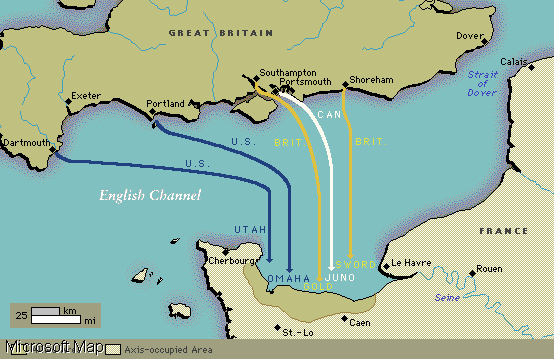 GREAT BRITAIN
Dover
Calais
Strait
of
Dover
Southampton
Portsmouth
Shoreham
Exeter
Portland
CAN
Dartmouth
U.S.
BRIT.
BRIT.
U.S.
English Channel
FRANCE
UTAH
Cherbourg
OMAHA
GOLD
JUNO
SWORD
Le Havre
Rouen
Seine
25
km
mi
St.-Lo
Caen
Microsoft Map
Axis-occupied Area